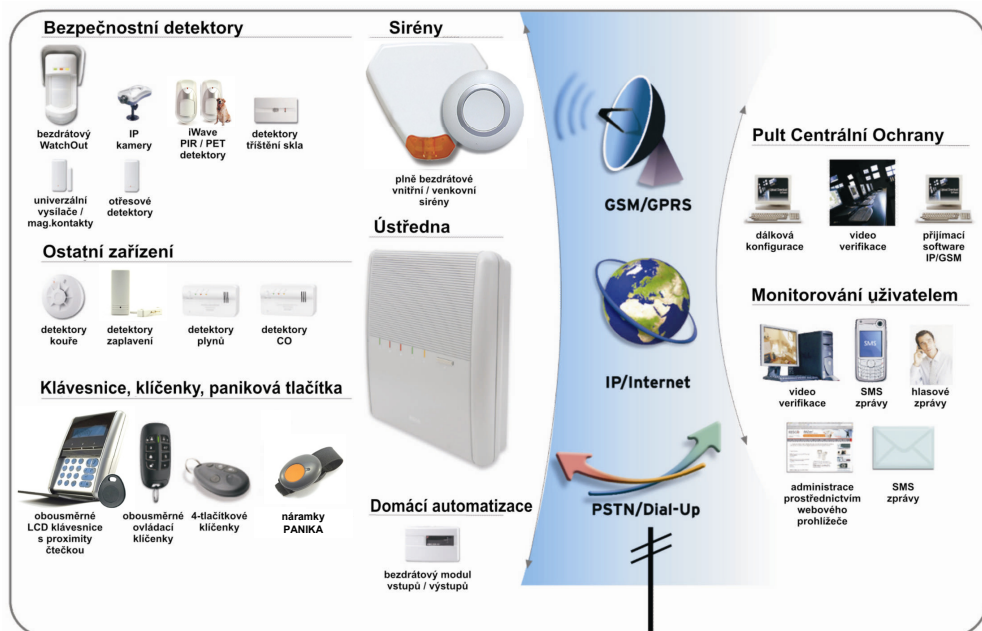 Bezpečnostní detektory
bezdrátový
WatchOut
IP
kamery
iWave
PIR / PET
detektory
detektory
tříštění skla
univerzální
vysílače /
mag.kontakty
otřesové
detektory
Ostatní zařízení
detektory
kouře
detektory
zaplavení
detektory
plynů
detektory
CO
Klávesnice, klíčenky, paniková tlačítka
obousměrné
LCD klávesnice
s proximity
čtečkou
obousměrné
ovládací
klíčenky
4-tlačítkové
klíčenky
náramky
PANIKA
Sirény
plně bezdrátové
vnitřní / venkovní
sirény
Ústředna
Domácí automatizace
bezdrátový modul
vstupů / výstupů
GSM/GPRS
IP/Internet
PSTN/Dial-Up
Pult Centrální Ochrany
dálková
konfigurace
video
verifikace
přijímací
software
IP/GSM
Monitorování uživatelem
video
verifikace
SMS
SMS
zprávy
hlasové
zprávy
administrace
prostřednictvím
webového
prohlížeče
SMS
zprávy